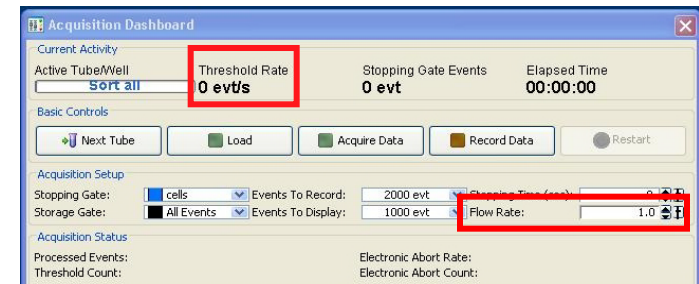 Acquisition Dashboard
Current Activity
Active Tube/Well Threshold Rate Stopping Gate Events Elapsed Time
Sort all 0 evt/s 0 evt 00:00:00
Basic Controls
Next Tube Load Acquire Data Record Data Restart
Acquisition Setup
Stopping Gate: cells Events To Record: 2000 evt Stopping Time (sec): 0
Storage Gate: All Events Events To Display: 1000 evt Flow Rate: 1.0
Acquisition Status
Processed Events: Electronic Abort Rate:
Threshold Count: Electronic Abort Count: